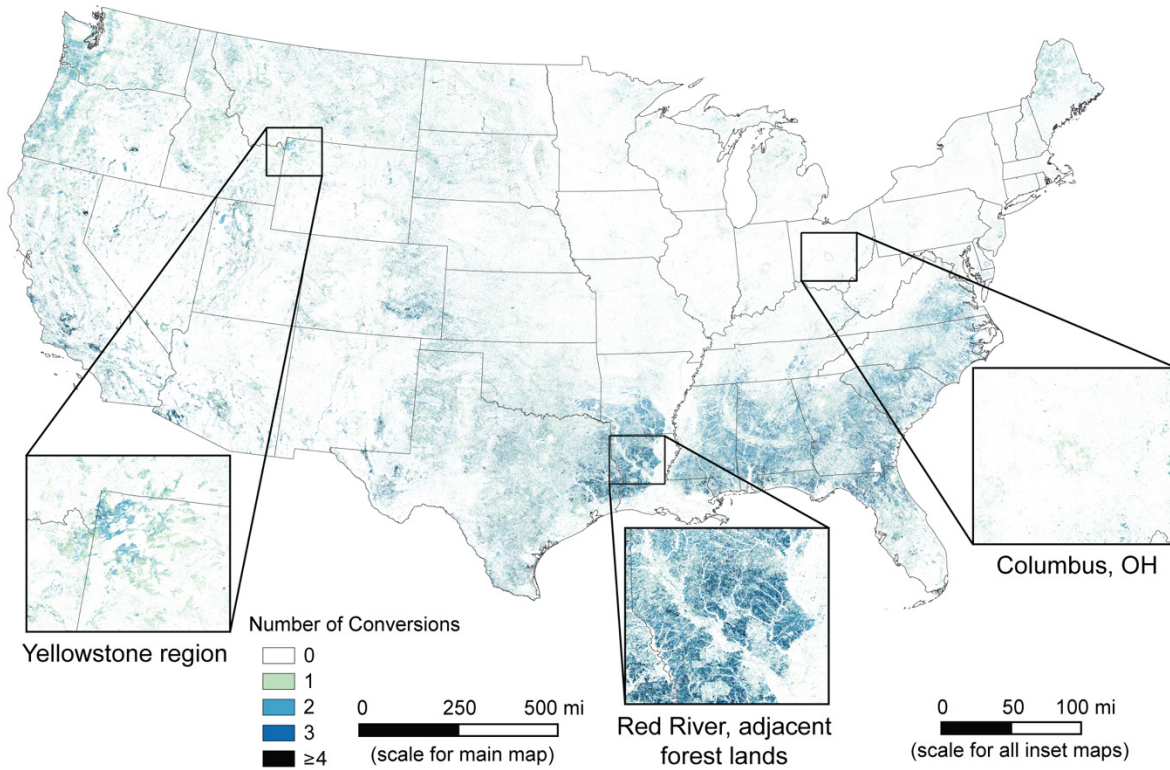 Columbus, OH
Yellowstone region
Number of Conversions
0
1
2
3
≥4
0 250 500 mi
(scale for main map)
Red River, adjacent
forest lands
0 50 100 mi
(scale for all inset maps)